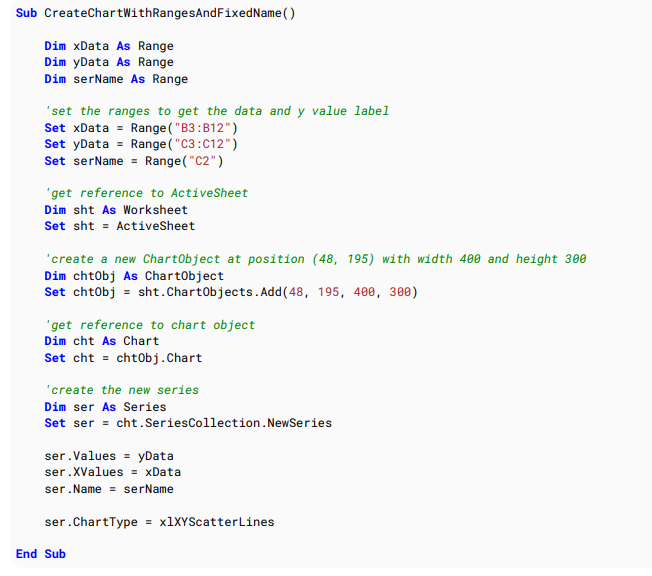 Sub CreateChartWithRangesAndFixedName()
Dim xData As Range
Dim yData As Range
Dim serName As Range
'set the ranges to get the data and y value label
Set xData = Range("B3:B12")
Set yData = Range("C3:C12")
Set serName = Range("C2")
'get reference to ActiveSheet
Dim sht As Worksheet
Set sht = ActiveSheet
'create a new ChartObject at position (48, 195) with width 400 and height 300
Dim chtObj As ChartObject
Set chtObj = sht.ChartObjects.Add(48, 195, 400, 300)
'get reference to chart object
Dim cht As Chart
Set cht = chtObj.Chart
'create the new series
Dim ser As Series
Set ser = cht.SeriesCollection.NewSeries
ser.Values = yData
ser.XValues = xData
ser.Name = serName
ser.ChartType = xlXYScatterLines
End Sub